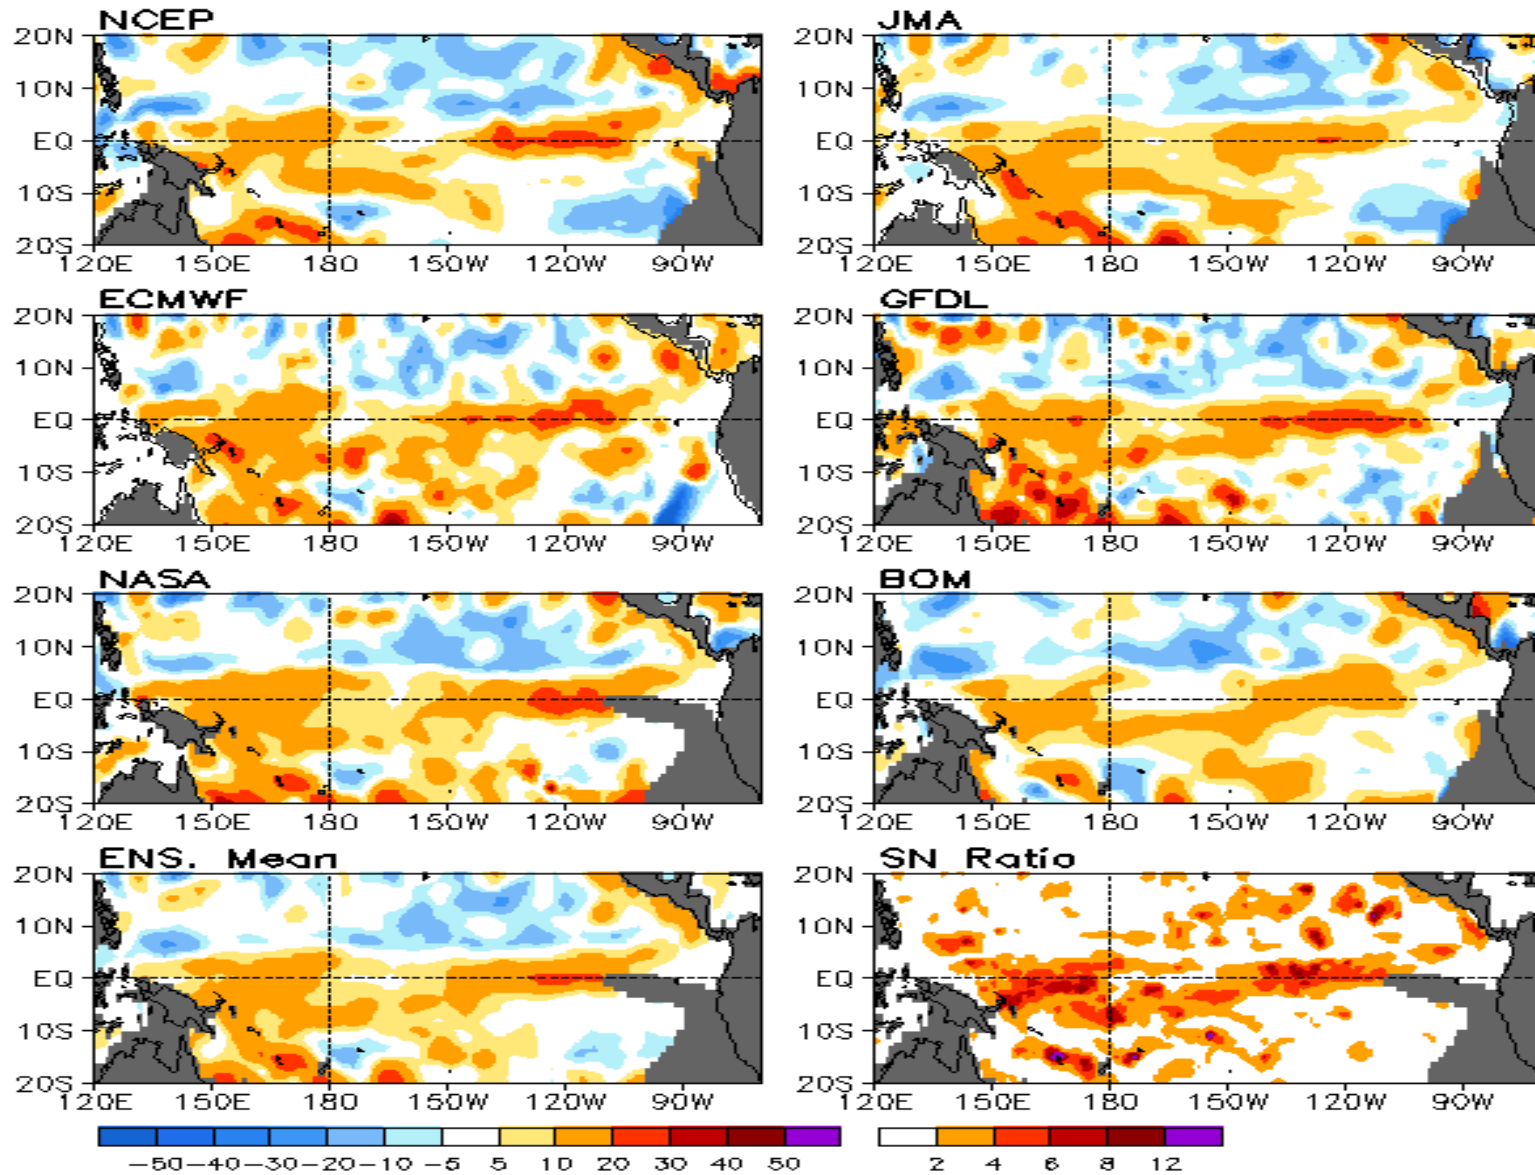 NCEP
20N
10N
EQ
10S
20S
120E 150E 180 150W 120W 90W
JMA
20N
10N
EQ
10S
20S
120E 150E 180 150W 120W 90W
ECMWF
20N
10N
EQ
10S
20S
120E 150E 180 150W 120W 90W
GFDL
20N
10N
EQ
10S
20S
120E 150E 180 150W 120W 90W
NASA
20N
10N
EQ
10S
20S
120E 150E 180 150W 120W 90W
BOM
20N
10N
EQ
10S
20S
120E 150E 180 150W 120W 90W
ENS. Mean
20N
10N
EQ
10S
20S
120E 150E 180 150W 120W 90W
SN Ratio
20N
10N
EQ
10S
20S
120E 150E 180 150W 120W 90W
-50 -40 -30 -20 -10 -5 5 10 20 30 40 50
2 4 6 8 12